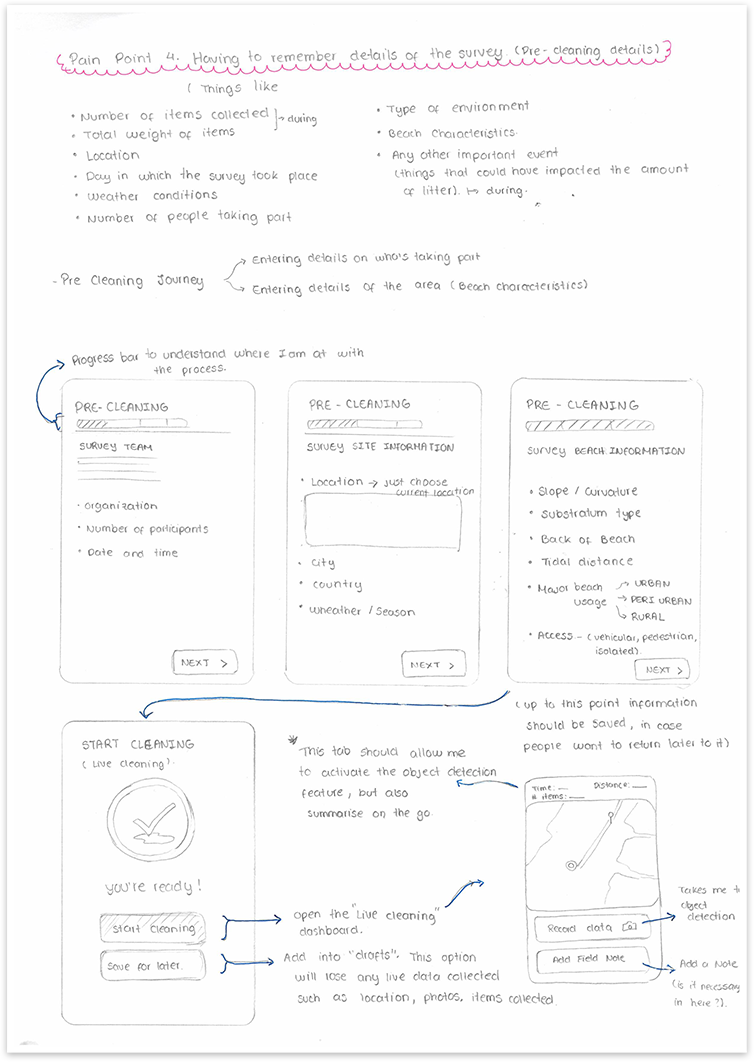 Pain Point 4. Having to remember details of the survey (Pre-cleaning details)
( Things like
• Number of items collected
• Total weight of items
→ during
• Location
• Day in which the survey took place
• Weather conditions
• Number of people taking part
• Type of environment
• Beach Characteristics.
• Any other important event
(things that could have impacted the amount
of litter). ↦ during.
- Pre Cleaning Journey
→ Entering details on who's taking part
→ Entering details of the area (Beach characteristics)
Progress bar to understand where I am at with
the process.
PRE-CLEANING
SURVEY TEAM
• Organization
• Number of participants
• Date and time
NEXT >
PRE - CLEANING
SURVEY SITE INFORMATION
• Location → just choose
current location
• City
• Country
• Wheather / Season
NEXT >
PRE - CLEANING
Survey BEACH INFORMATION
• Slope / Curvature
• Substratum type
• Back of Beach
• Tidal distance
• Major beach
usage
→ URBAN
→ PERI URBAN
→ RURAL
• Access - (vehicular, pedestrian,
isolated).
NEXT >
(up to this point information
should be saved, in case
people want to return later to it)
START CLEANING
(Live cleaning).
you're ready!
Start cleaning
Save for later.
* This tab should allow me
to activate the object detection
feature, but also
summarise on the go.
open the "Live cleaning"
dashboard.
Add into "drafts". This option
will lose any live data collected
such as location, photos, items collected.
Time: __ Distance: __
# items: __
Record data
Add Field Note
Takes me to
object
detection
Add a Note
(is it necessary
in here?).